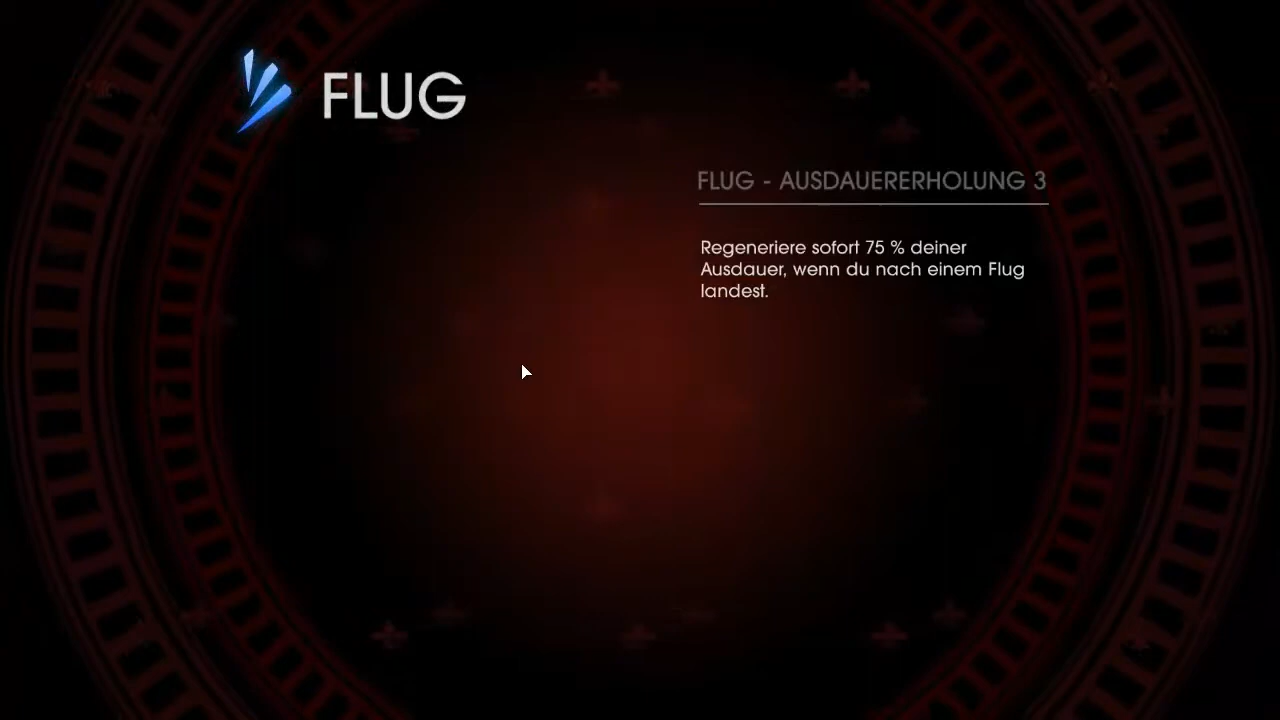 FLUG
FLUG - AUSDAUERERHOLUNG 3
Regeneriere sofort 75 % deiner
Ausdauer, wenn du nach einem Flug
landest.